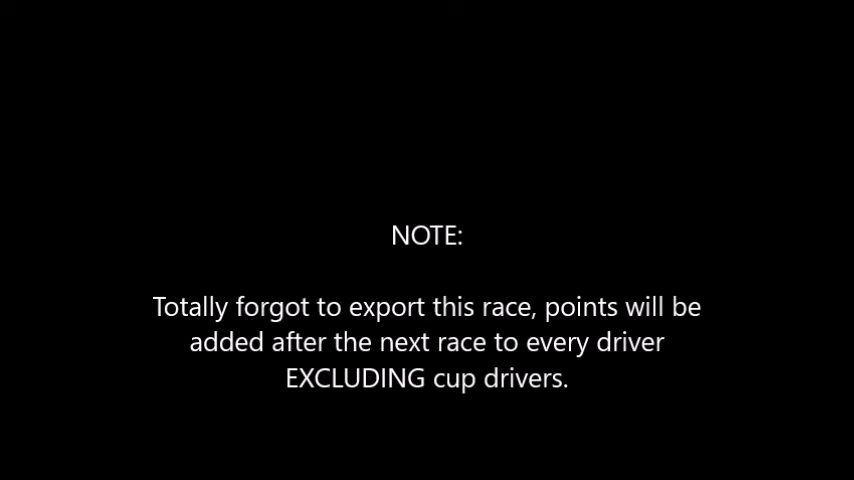 NOTE:
Totally forgot to export this race, points will be
added after the next race to every driver
EXCLUDING cup drivers.